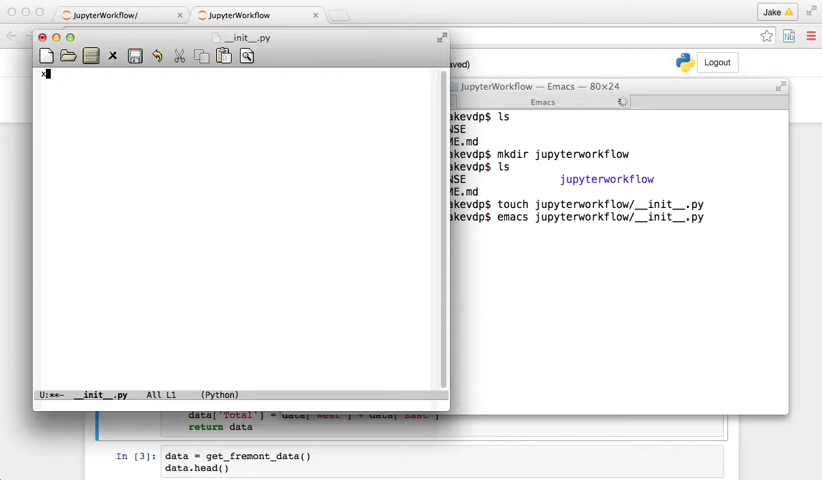 JupyterWorkflow/
JupyterWorkflow
Jake
__init__.py
aved)
Logout
x
JupyterWorkflow — Emacs — 80×24
Emacs
akevdp$ ls
NSE
ME.md
akevdp$ mkdir jupyterworkflow
akevdp$ ls
NSE jupyterworkflow
ME.md
akevdp$ touch jupyterworkflow/__init__.py
akevdp$ emacs jupyterworkflow/__init__.py
U:**- __init__.py All L1 (Python)
data['Total'] = data['West'] + data['East']
return data
In [3]: data = get_fremont_data()
data.head()